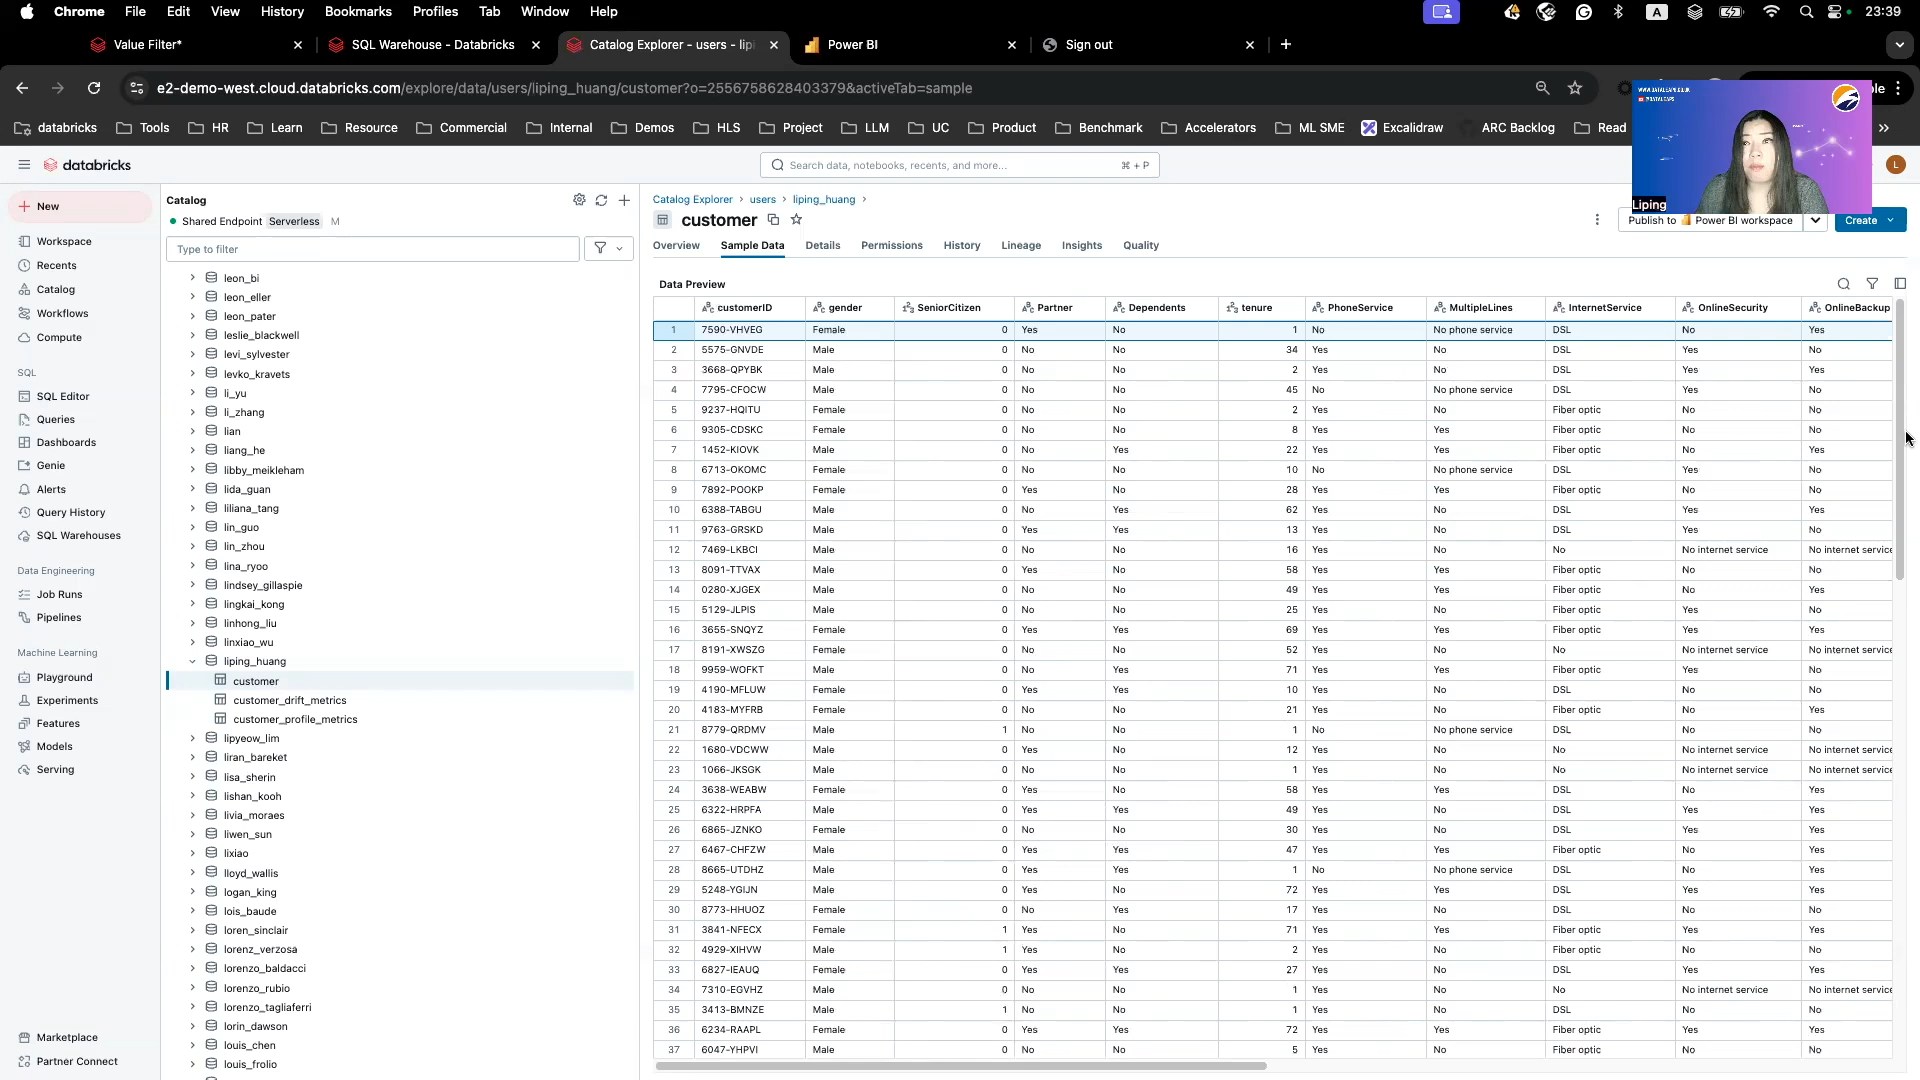 Chrome File Edit View History Bookmarks Profiles Tab Window Help A 23:39
Value Filter* SQL Warehouse - Databricks Catalog Explorer - users - lip Power BI Sign out
e2-demo-west.cloud.databricks.com/explore/data/users/liping_huang/customer?o=2556758628403379&activeTab=sample
databricks Tools HR Learn Resource Commercial Internal Demos HLS Project LLM UC Product Benchmark Accelerators ML SME Excalidraw ARC Backlog Read
WWW.DATALEAPS.CO.UK
@DATALEAPS
Liping
databricks
Search data, notebooks, recents, and more... ⌘ + P
L
New
Workspace
Recents
Catalog
Workflows
Compute
SQL
SQL Editor
Queries
Dashboards
Genie
Alerts
Query History
SQL Warehouses
Data Engineering
Job Runs
Pipelines
Machine Learning
Playground
Experiments
Features
Models
Serving
Marketplace
Partner Connect
Catalog
Shared Endpoint Serverless M
Type to filter
leon_bi
leon_eller
leon_pater
leslie_blackwell
levi_sylvester
levko_kravets
li_yu
li_zhang
lian
liang_he
libby_meikleham
lida_guan
liliana_tang
lin_guo
lin_zhou
lina_ryoo
lindsey_gillaspie
lingkai_kong
linhong_liu
linxiao_wu
liping_huang
customer
customer_drift_metrics
customer_profile_metrics
lipyeow_lim
liran_bareket
lisa_sherin
lishan_kooh
livia_moraes
liwen_sun
lixiao
lloyd_wallis
logan_king
lois_baude
loren_sinclair
lorenz_verzosa
lorenzo_baldacci
lorenzo_rubio
lorenzo_tagliaferri
lorin_dawson
louis_chen
louis_frolio
Catalog Explorer > users > liping_huang >
customer
Publish to Power BI workspace Create
Overview Sample Data Details Permissions History Lineage Insights Quality
Data Preview
customerID gender SeniorCitizen Partner Dependents tenure PhoneService MultipleLines InternetService OnlineSecurity OnlineBackup
1 7590-VHVEG Female 0 Yes No 1 No No phone service DSL No Yes
2 5575-GNVDE Male 0 No No 34 Yes No DSL Yes No
3 3668-QPYBK Male 0 No No 2 Yes No DSL Yes Yes
4 7795-CFOCW Male 0 No No 45 No No phone service DSL Yes No
5 9237-HQITU Female 0 No No 2 Yes No Fiber optic No No
6 9305-CDSKC Female 0 No No 8 Yes Yes Fiber optic No No
7 1452-KIOVK Male 0 No Yes 22 Yes Yes Fiber optic No Yes
8 6713-OKOMC Female 0 No No 10 No No phone service DSL Yes No
9 7892-POOKP Female 0 Yes No 28 Yes Yes Fiber optic No No
10 6388-TABGU Male 0 No Yes 62 Yes No DSL Yes Yes
11 9763-GRSKD Male 0 Yes Yes 13 Yes No DSL Yes No
12 7469-LKBCI Male 0 No No 16 Yes No No No internet service No internet service
13 8091-TTVAX Male 0 Yes No 58 Yes Yes Fiber optic No No
14 0280-XJGEX Male 0 No No 49 Yes Yes Fiber optic No Yes
15 5129-JLPIS Male 0 No No 25 Yes No Fiber optic Yes No
16 3655-SNQYZ Female 0 Yes Yes 69 Yes Yes Fiber optic Yes Yes
17 8191-XWSZG Female 0 No No 52 Yes No No No internet service No internet service
18 9959-WOFKT Male 0 No Yes 71 Yes Yes Fiber optic Yes No
19 4190-MFLUW Female 0 Yes Yes 10 Yes No DSL No No
20 4183-MYFRB Female 0 No No 21 Yes No Fiber optic No Yes
21 8779-QRDMV Male 1 No No 1 No No phone service DSL No No
22 1680-VDCWW Male 0 Yes No 12 Yes No No No internet service No internet service
23 1066-JKSGK Male 0 No No 1 Yes No No No internet service No internet service
24 3638-WEABW Female 0 Yes No 58 Yes Yes DSL No Yes
25 6322-HRPFA Male 0 Yes Yes 49 Yes No DSL Yes Yes
26 6865-JZNKO Female 0 No No 30 Yes No DSL Yes Yes
27 6467-CHFZW Male 0 Yes Yes 47 Yes Yes Fiber optic No Yes
28 8665-UTDHZ Male 0 Yes Yes 1 No No phone service DSL No Yes
29 5248-YGIJN Male 0 Yes No 72 Yes Yes DSL Yes Yes
30 8773-HHUOZ Female 0 No Yes 17 Yes No DSL No No
31 3841-NFECX Female 1 Yes No 71 Yes Yes Fiber optic Yes Yes
32 4929-XIHVW Male 1 Yes No 2 Yes No Fiber optic No No
33 6827-IEAUQ Female 0 Yes Yes 27 Yes No DSL Yes Yes
34 7310-EGVHZ Male 0 No No 1 Yes No No No internet service No internet service
35 3413-BMNZE Male 1 No No 1 Yes No DSL No No
36 6234-RAAPL Female 0 Yes Yes 72 Yes Yes Fiber optic Yes Yes
37 6047-YHPVI Male 0 No No 5 Yes No Fiber optic No No